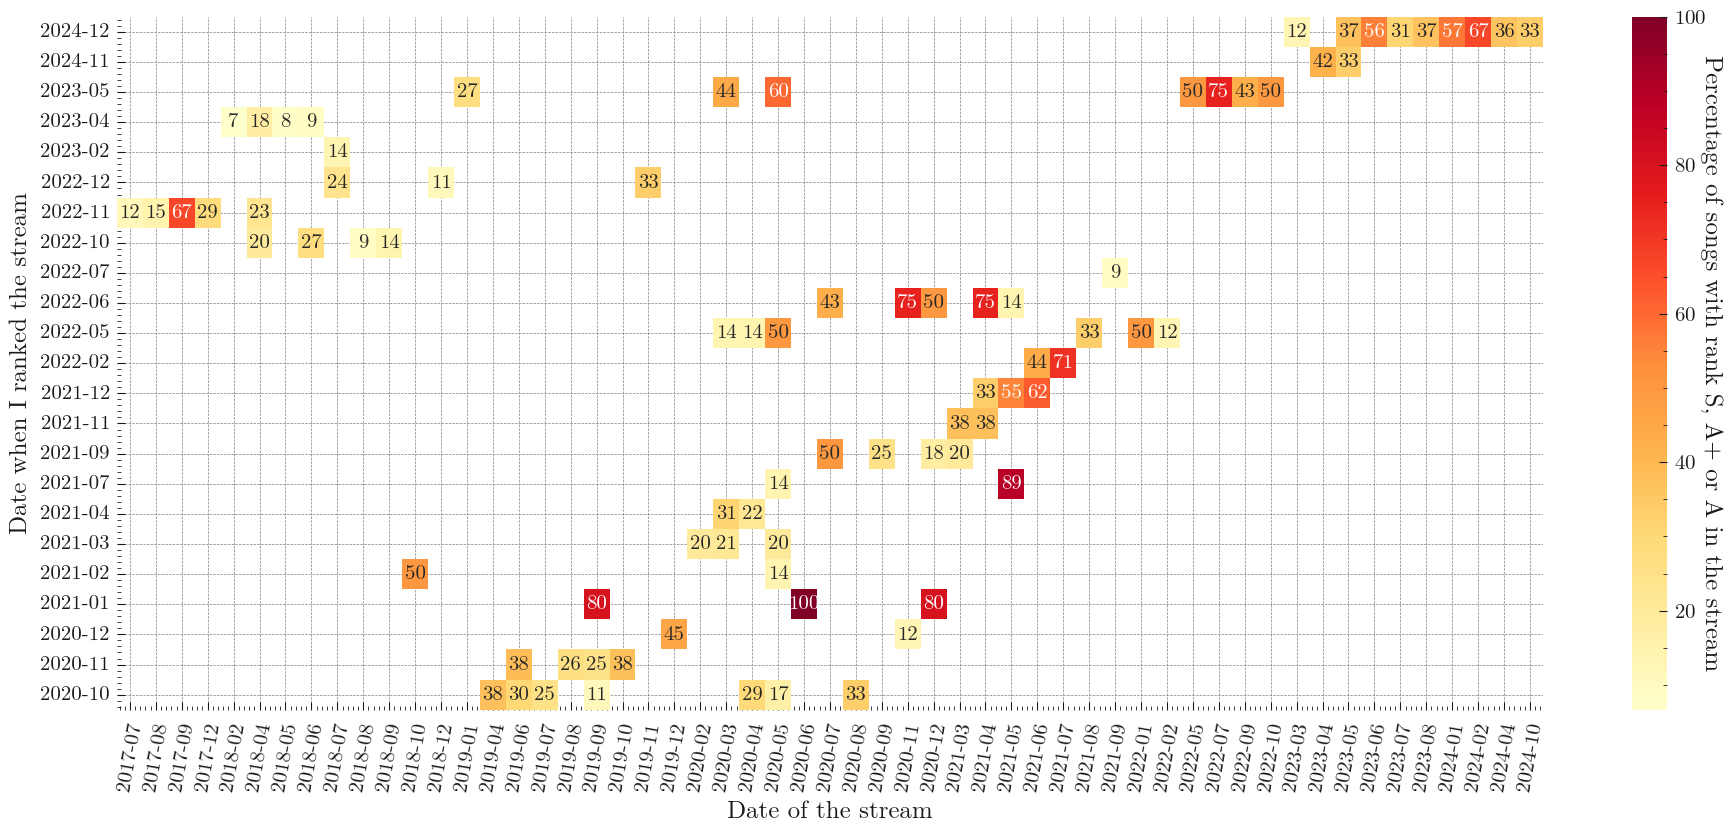 2024-12 12 37 56 31 37 57 67 36 33
2024-11 42 33
2023-05 27 44 60 50 75 43 50
2023-04 7 18 8 9
2023-02 14
2022-12 24 11 33
2022-11 12 15 67 29 23
2022-10 20 27 9 14
2022-07 9
2022-06 43 75 50 75 14
2022-05 14 14 50 33 50 12
2022-02 44 71
2021-12 33 55 62
2021-11 38 38
2021-09 50 25 18 20
2021-07 14 89
2021-04 31 22
2021-03 20 21 20
2021-02 50 14
2021-01 80 100 80
2020-12 45 12
2020-11 38 26 25 38
2020-10 38 30 25 11 29 17 33
2017-07 2017-08 2017-09 2017-12 2018-02 2018-04 2018-05 2018-06 2018-07 2018-08 2018-09 2018-10 2018-12 2019-01 2019-04 2019-06 2019-07 2019-08 2019-09 2019-10 2019-11 2019-12 2020-02 2020-03 2020-04 2020-05 2020-06 2020-07 2020-08 2020-09 2020-11 2020-12 2021-03 2021-04 2021-05 2021-06 2021-07 2021-08 2021-09 2022-01 2022-02 2022-05 2022-07 2022-09 2022-10 2023-03 2023-04 2023-05 2023-06 2023-07 2023-08 2024-01 2024-02 2024-04 2024-10
Date of the stream
Date when I ranked the stream
100
80
60
40
20
Percentage of songs with rank S, A+ or A in the stream